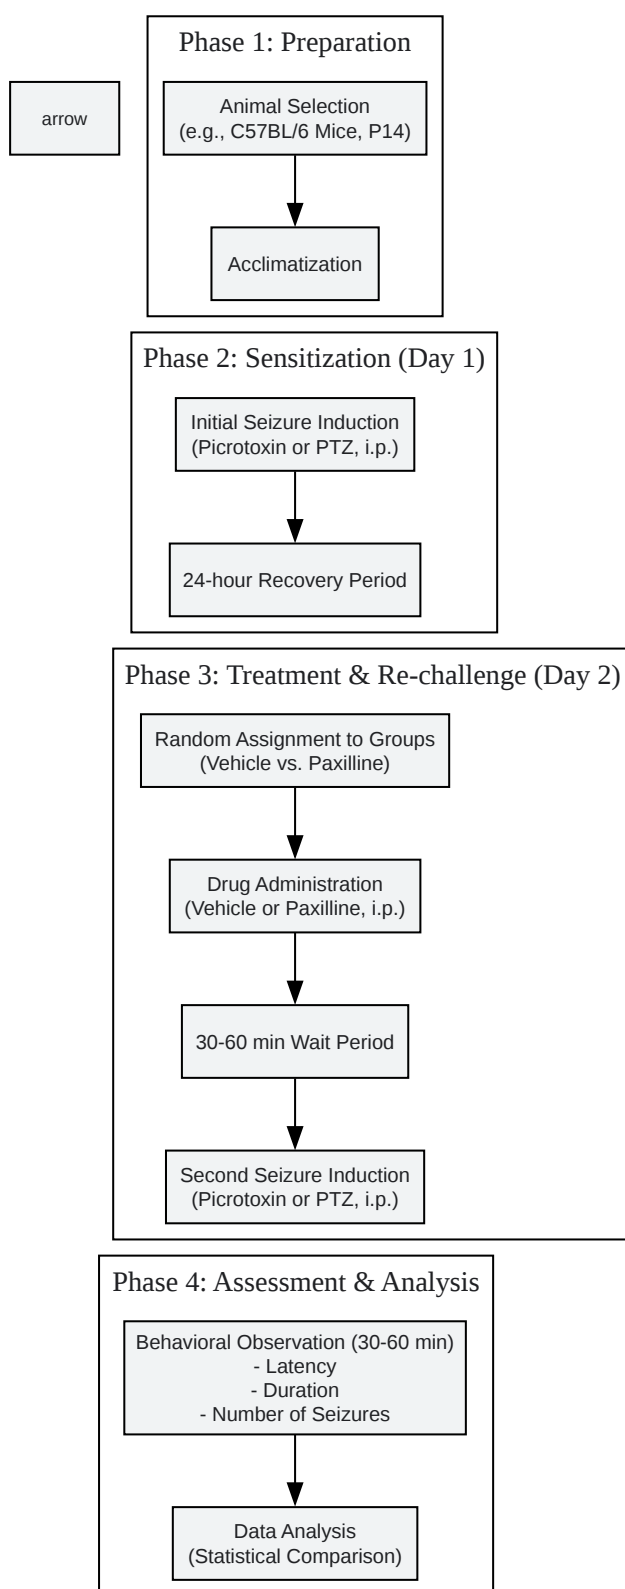 Phase 1: Preparation
arrow
Animal Selection
(e.g., C57BL/6 Mice, P14)
Acclimatization
Phase 2: Sensitization (Day 1)
Initial Seizure Induction
(Picrotoxin or PTZ, i.p.)
24-hour Recovery Period
Phase 3: Treatment & Re-challenge (Day 2)
Random Assignment to Groups
(Vehicle vs. Paxilline)
Drug Administration
(Vehicle or Paxilline, i.p.)
30-60 min Wait Period
Second Seizure Induction
(Picrotoxin or PTZ, i.p.)
Phase 4: Assessment & Analysis
Behavioral Observation (30-60 min)
- Latency
- Duration
- Number of Seizures
Data Analysis
(Statistical Comparison)